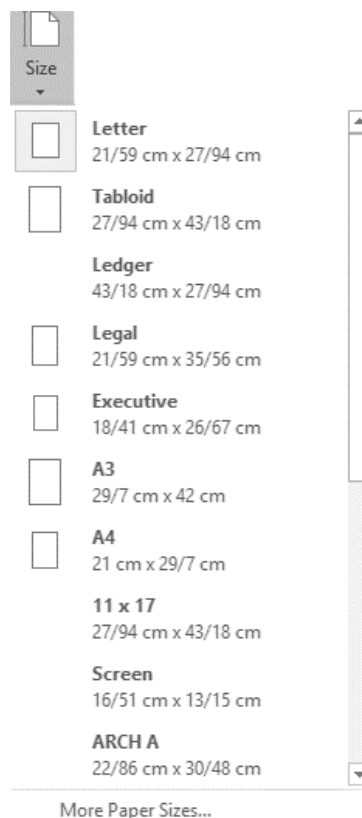 Size
Letter
21/59 cm x 27/94 cm
Tabloid
27/94 cm x 43/18 cm
Ledger
43/18 cm x 27/94 cm
Legal
21/59 cm x 35/56 cm
Executive
18/41 cm x 26/67 cm
A3
29/7 cm x 42 cm
A4
21 cm x 29/7 cm
11 x 17
27/94 cm x 43/18 cm
Screen
16/51 cm x 13/15 cm
ARCH A
22/86 cm x 30/48 cm
More Paper Sizes...